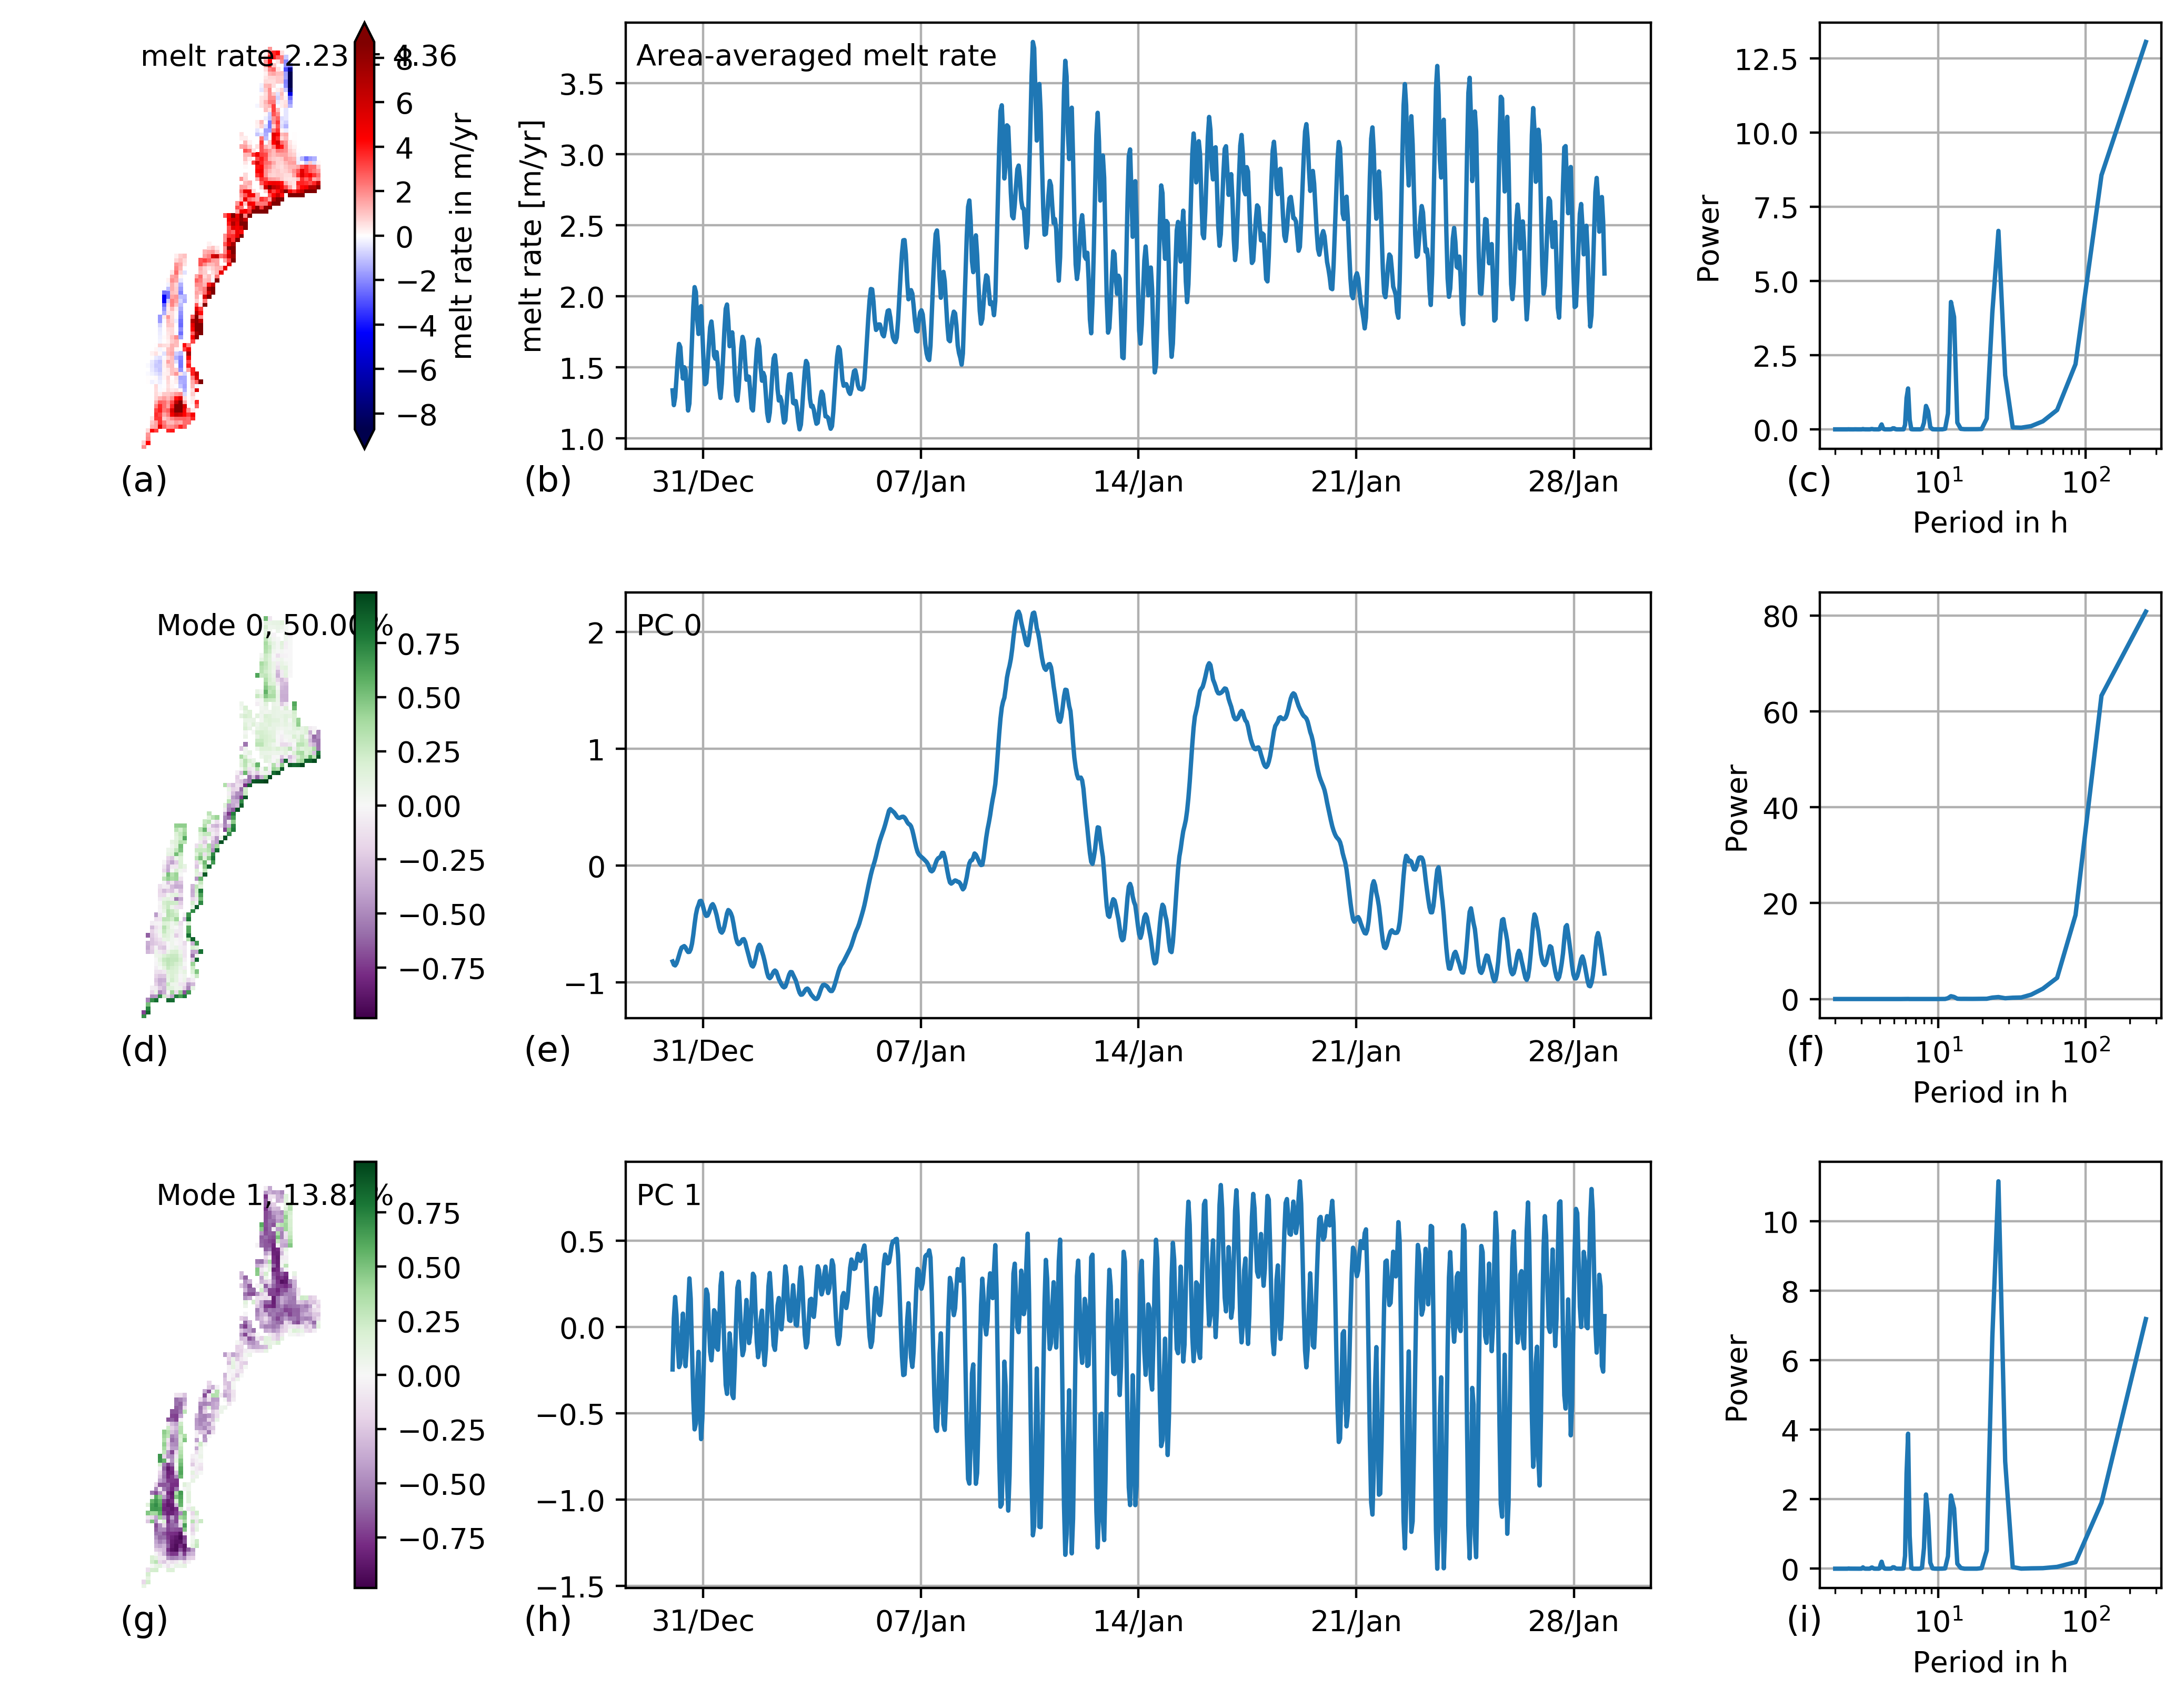 melt rate 2.23 4.36
8
6
4
2
0
−2
−4
−6
−8
melt rate in m/yr
(a)
Area-averaged melt rate
melt rate [m/yr]
3.5
3.0
2.5
2.0
1.5
1.0
31/Dec 07/Jan 14/Jan 21/Jan 28/Jan
(b)
Power
12.5
10.0
7.5
5.0
2.5
0.0
10¹ 10²
Period in h
(c)
Mode 0, 50.00%
0.75
0.50
0.25
0.00
−0.25
−0.50
−0.75
(d)
PC 0
2
1
0
−1
31/Dec 07/Jan 14/Jan 21/Jan 28/Jan
(e)
Power
80
60
40
20
0
10¹ 10²
Period in h
(f)
Mode 1, 13.82%
0.75
0.50
0.25
0.00
−0.25
−0.50
−0.75
(g)
PC 1
0.5
0.0
−0.5
−1.0
−1.5
31/Dec 07/Jan 14/Jan 21/Jan 28/Jan
(h)
Power
10
8
6
4
2
0
10¹ 10²
Period in h
(i)